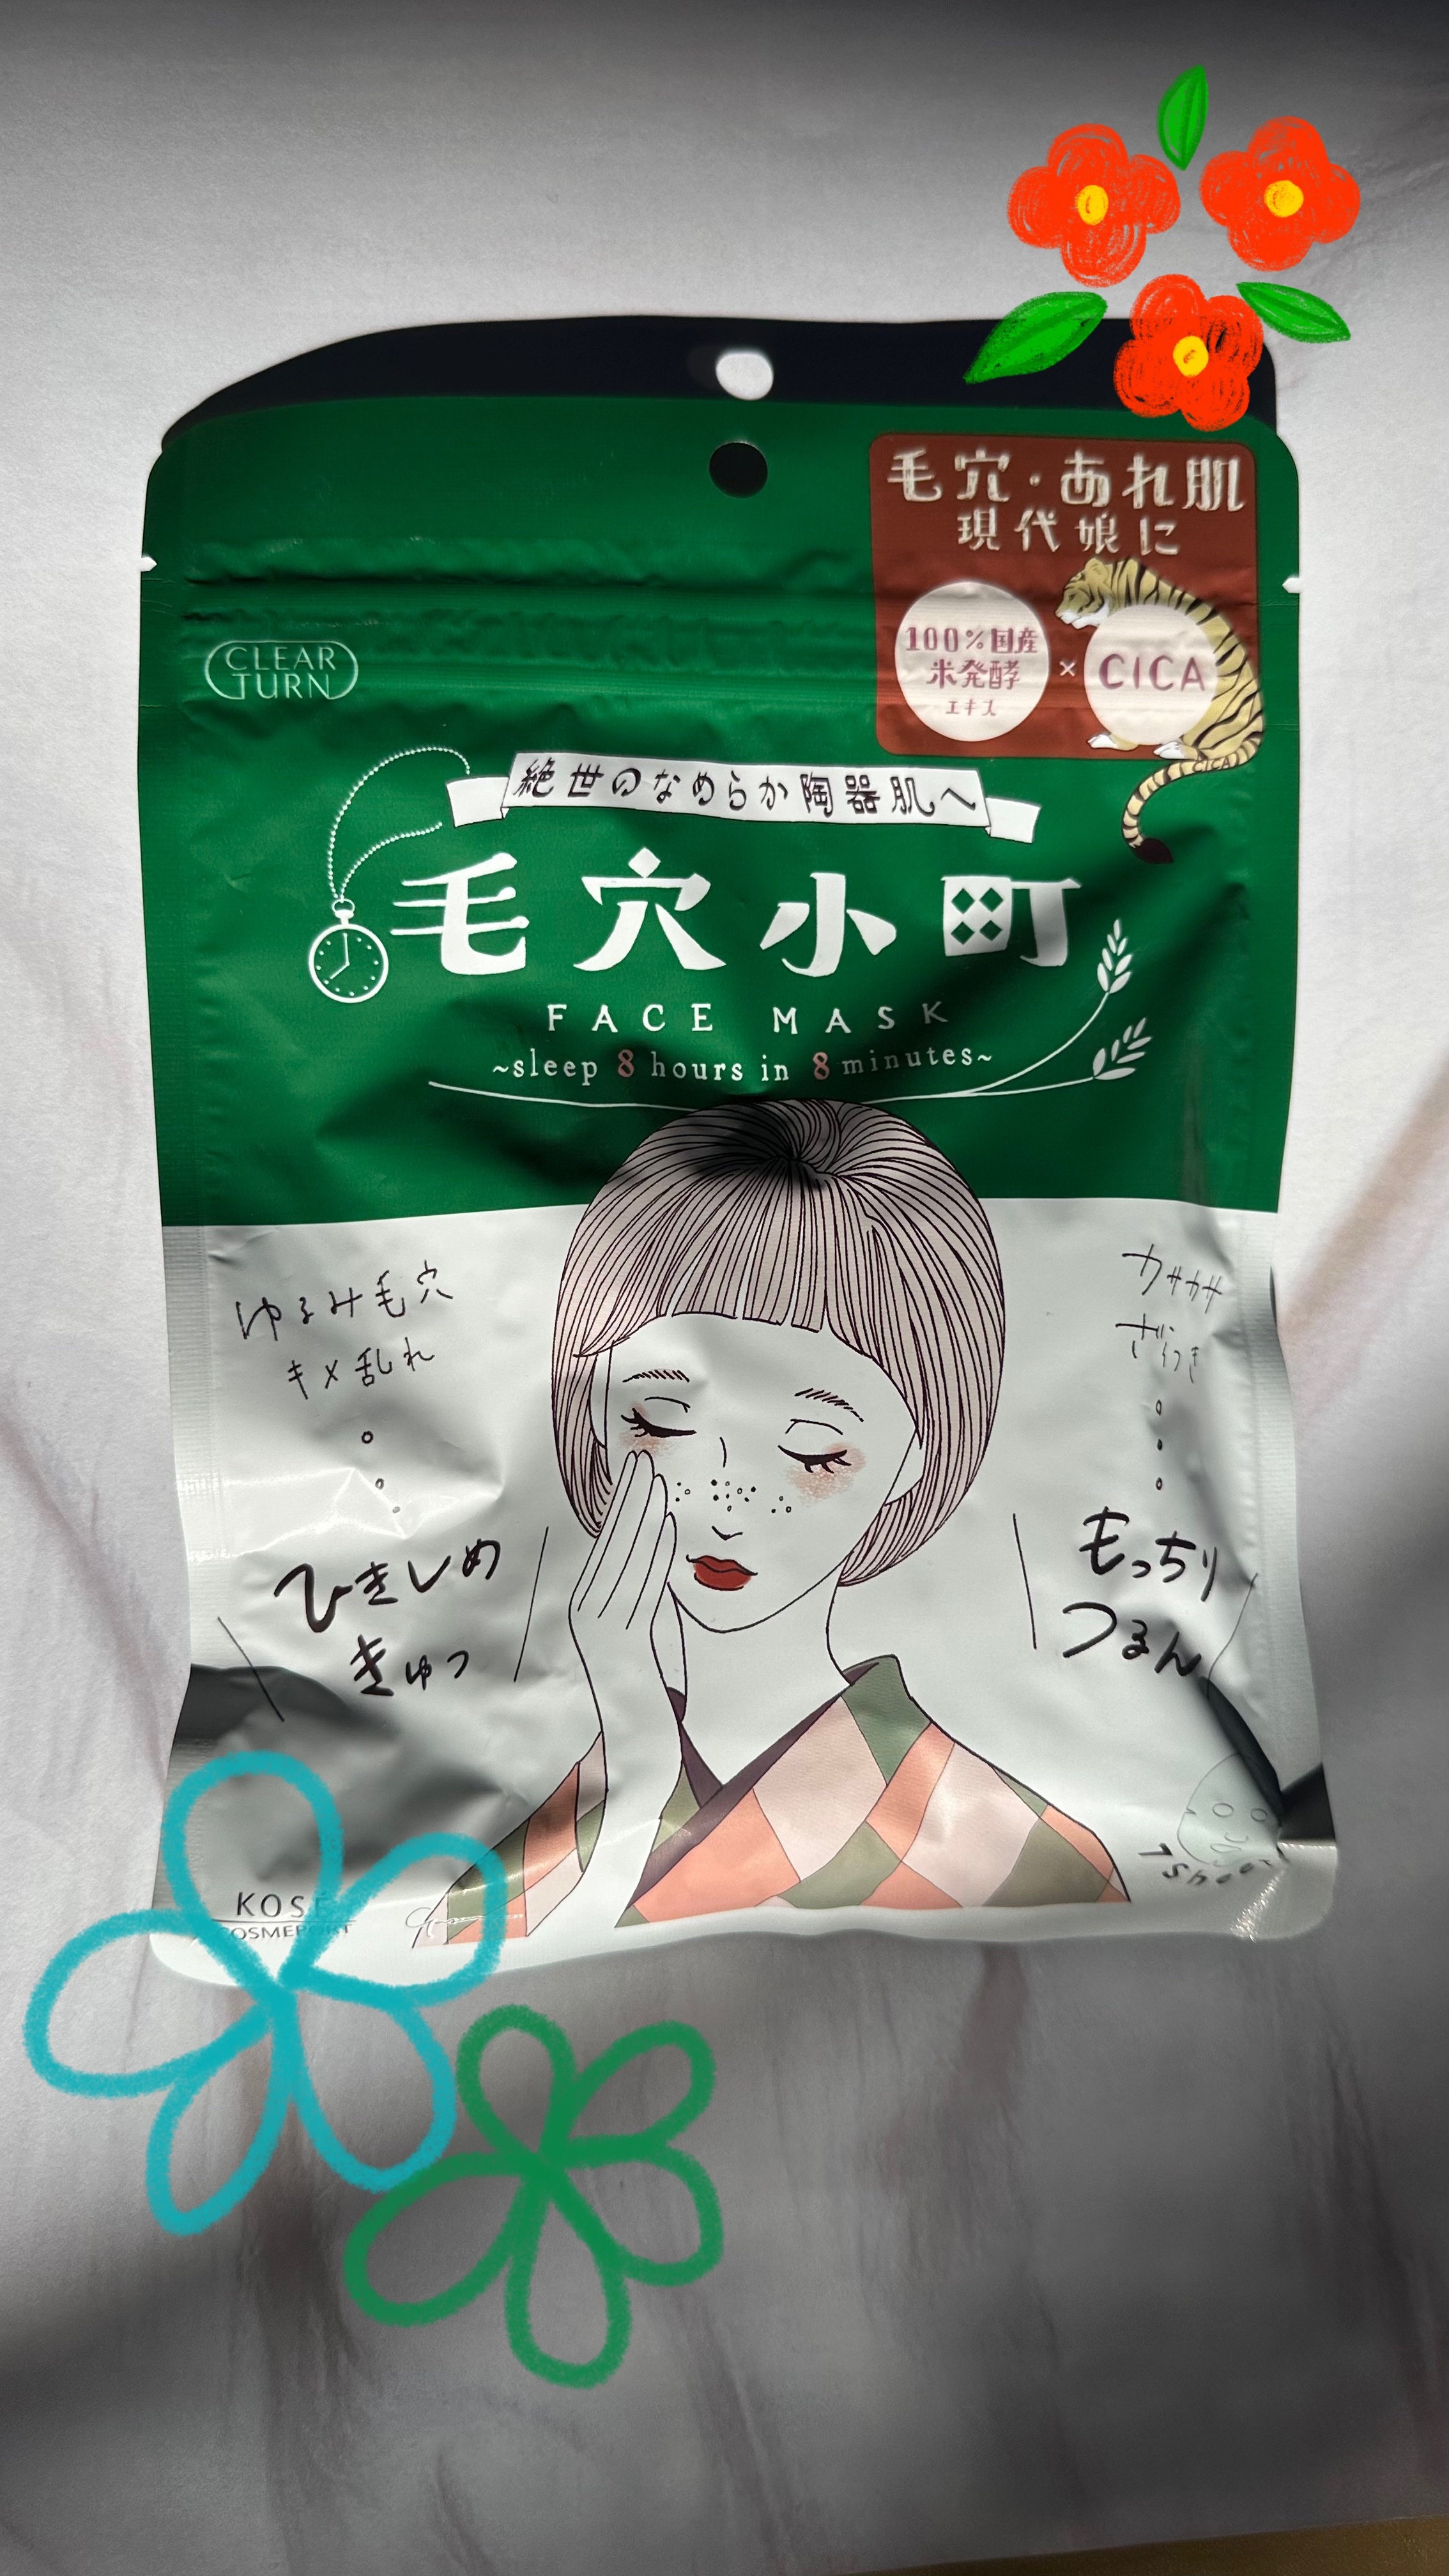 毛穴・あれ肌
現代娘に
100%国産
米発酵
エキス
×
CICA
CICA
CLEAR
TURN
絶世のなめらか陶器肌へ
毛穴小町
FACE MASK
~sleep 8 hours in 8 minutes~
ゆるみ毛穴
キメ乱れ
ひきしめ
きゅっ
カサカサ
ざらつき
もっちり
つるん
KOSÉ
COSMEPORT